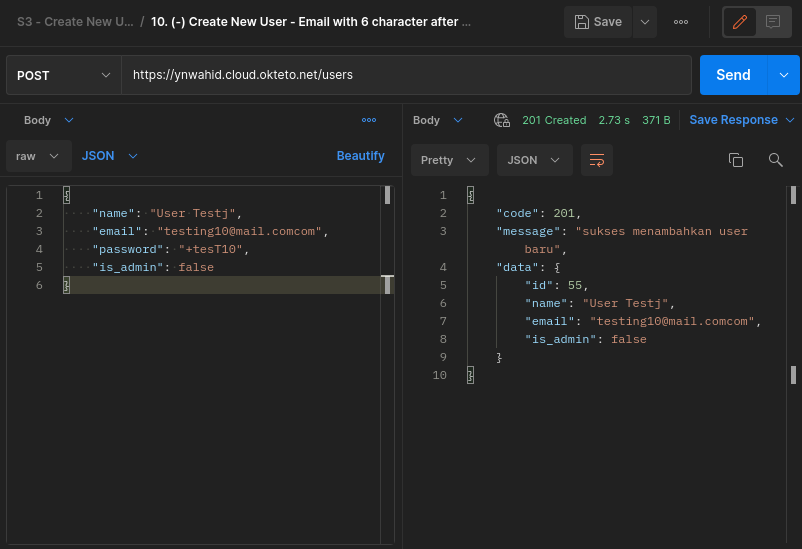 S3 - Create New U... / 10. (-) Create New User - Email with 6 character after ...
Save
POST
https://ynwahid.cloud.okteto.net/users
Send
Body
raw
JSON
Beautify
1 {
2 "name": "User Testj",
3 "email": "testing10@mail.comcom",
4 "password": "+tesT10",
5 "is_admin": false
6 }
Body
201 Created 2.73 s 371 B
Save Response
Pretty
JSON
1 {
2 "code": 201,
3 "message": "sukses menambahkan user
baru",
4 "data": {
5 "id": 55,
6 "name": "User Testj",
7 "email": "testing10@mail.comcom",
8 "is_admin": false
9 }
10 }